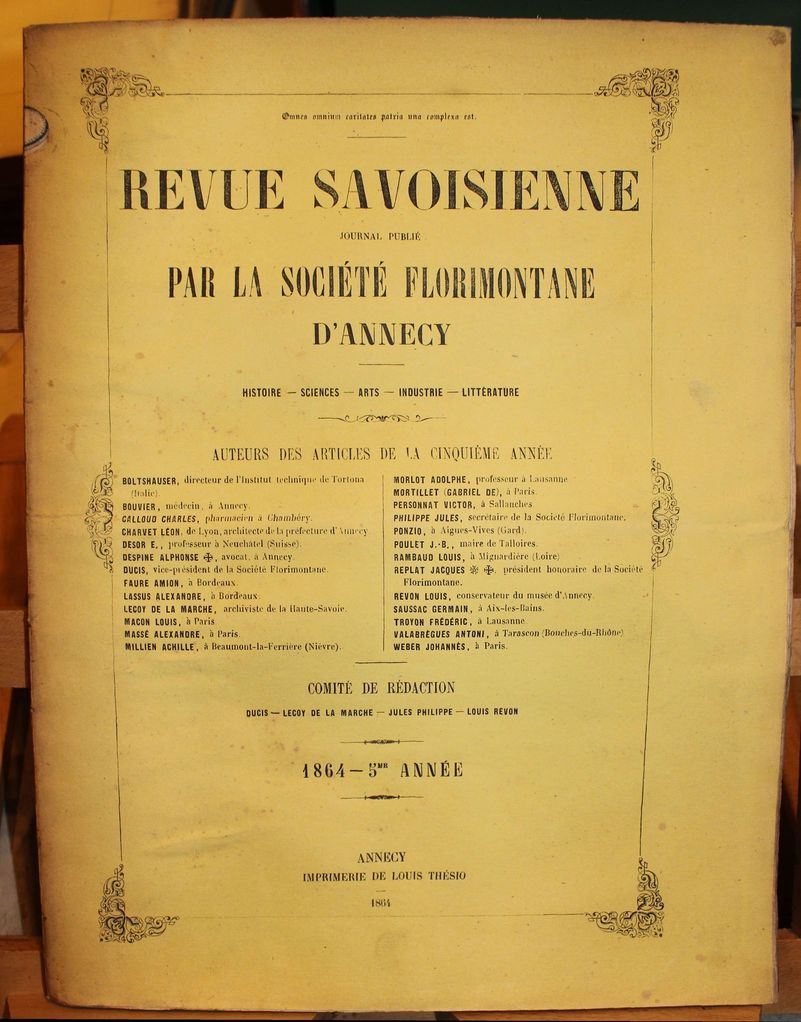 Omnes omnium caritates patria una complexa est.
REVUE SAVOISIENNE
JOURNAL PUBLIÉ
PAR LA SOCIÉTÉ FLORIMONTANE
D'ANNECY
HISTOIRE — SCIENCES — ARTS — INDUSTRIE — LITTÉRATURE
AUTEURS DES ARTICLES DE LA CINQUIÈME ANNÉE
BOLTSHAUSER, directeur de l'Institut technique de Tortona
(Italie).
BOUVIER, médecin, à Annecy.
CALLOUD CHARLES, pharmacien à Chambéry.
CHARVET LÉON, de Lyon, architecte de la préfecture d'Annecy
DESOR E., professeur à Neuchâtel (Suisse).
DESPINE ALPHONSE ✠, avocat, à Annecy.
DUCIS, vice-président de la Société Florimontane.
FAURE AMION, à Bordeaux.
LASSUS ALEXANDRE, à Bordeaux.
LECOY DE LA MARCHE, archiviste de la Haute-Savoie.
MACON LOUIS, à Paris
MASSÉ ALEXANDRE, à Paris.
MILLIEN ACHILLE, à Beaumont-la-Ferrière (Nièvre).
MORLOT ADOLPHE, professeur à Lausanne
MORTILLET (GABRIEL DE), à Paris.
PERSONNAT VICTOR, à Sallanches
PHILIPPE JULES, secrétaire de la Société Florimontane.
PONZIO, à Aigues-Vives (Gard).
POULET J.-B., maire de Talloires.
RAMBAUD LOUIS, à Mignardière (Loire)
REPLAT JACQUES ✻ ✠, président honoraire de la Société
Florimontane.
REVON LOUIS, conservateur du musée d'Annecy.
SAUSSAC GERMAIN, à Aix-les-Bains.
TROYON FRÉDÉRIC, à Lausanne
VALABRÈGUES ANTONI, à Tarascon (Bouches-du-Rhône)
WEBER JOHANNÈS, à Paris.
COMITÉ DE RÉDACTION
DUCIS — LECOY DE LA MARCHE — JULES PHILIPPE — LOUIS REVON
1864 — 5ME ANNÉE
ANNECY
IMPRIMERIE DE LOUIS THÉSIO
1864